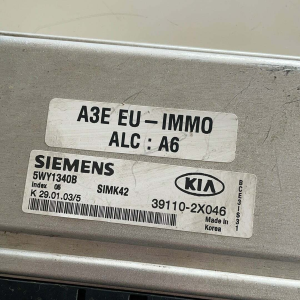 A3E EU-IMMO
ALC : A6
SIEMENS
KIA
5WY1340B
Index 06 SIMK42
39110-2X046
K 29.01.03/5
Made in
Korea